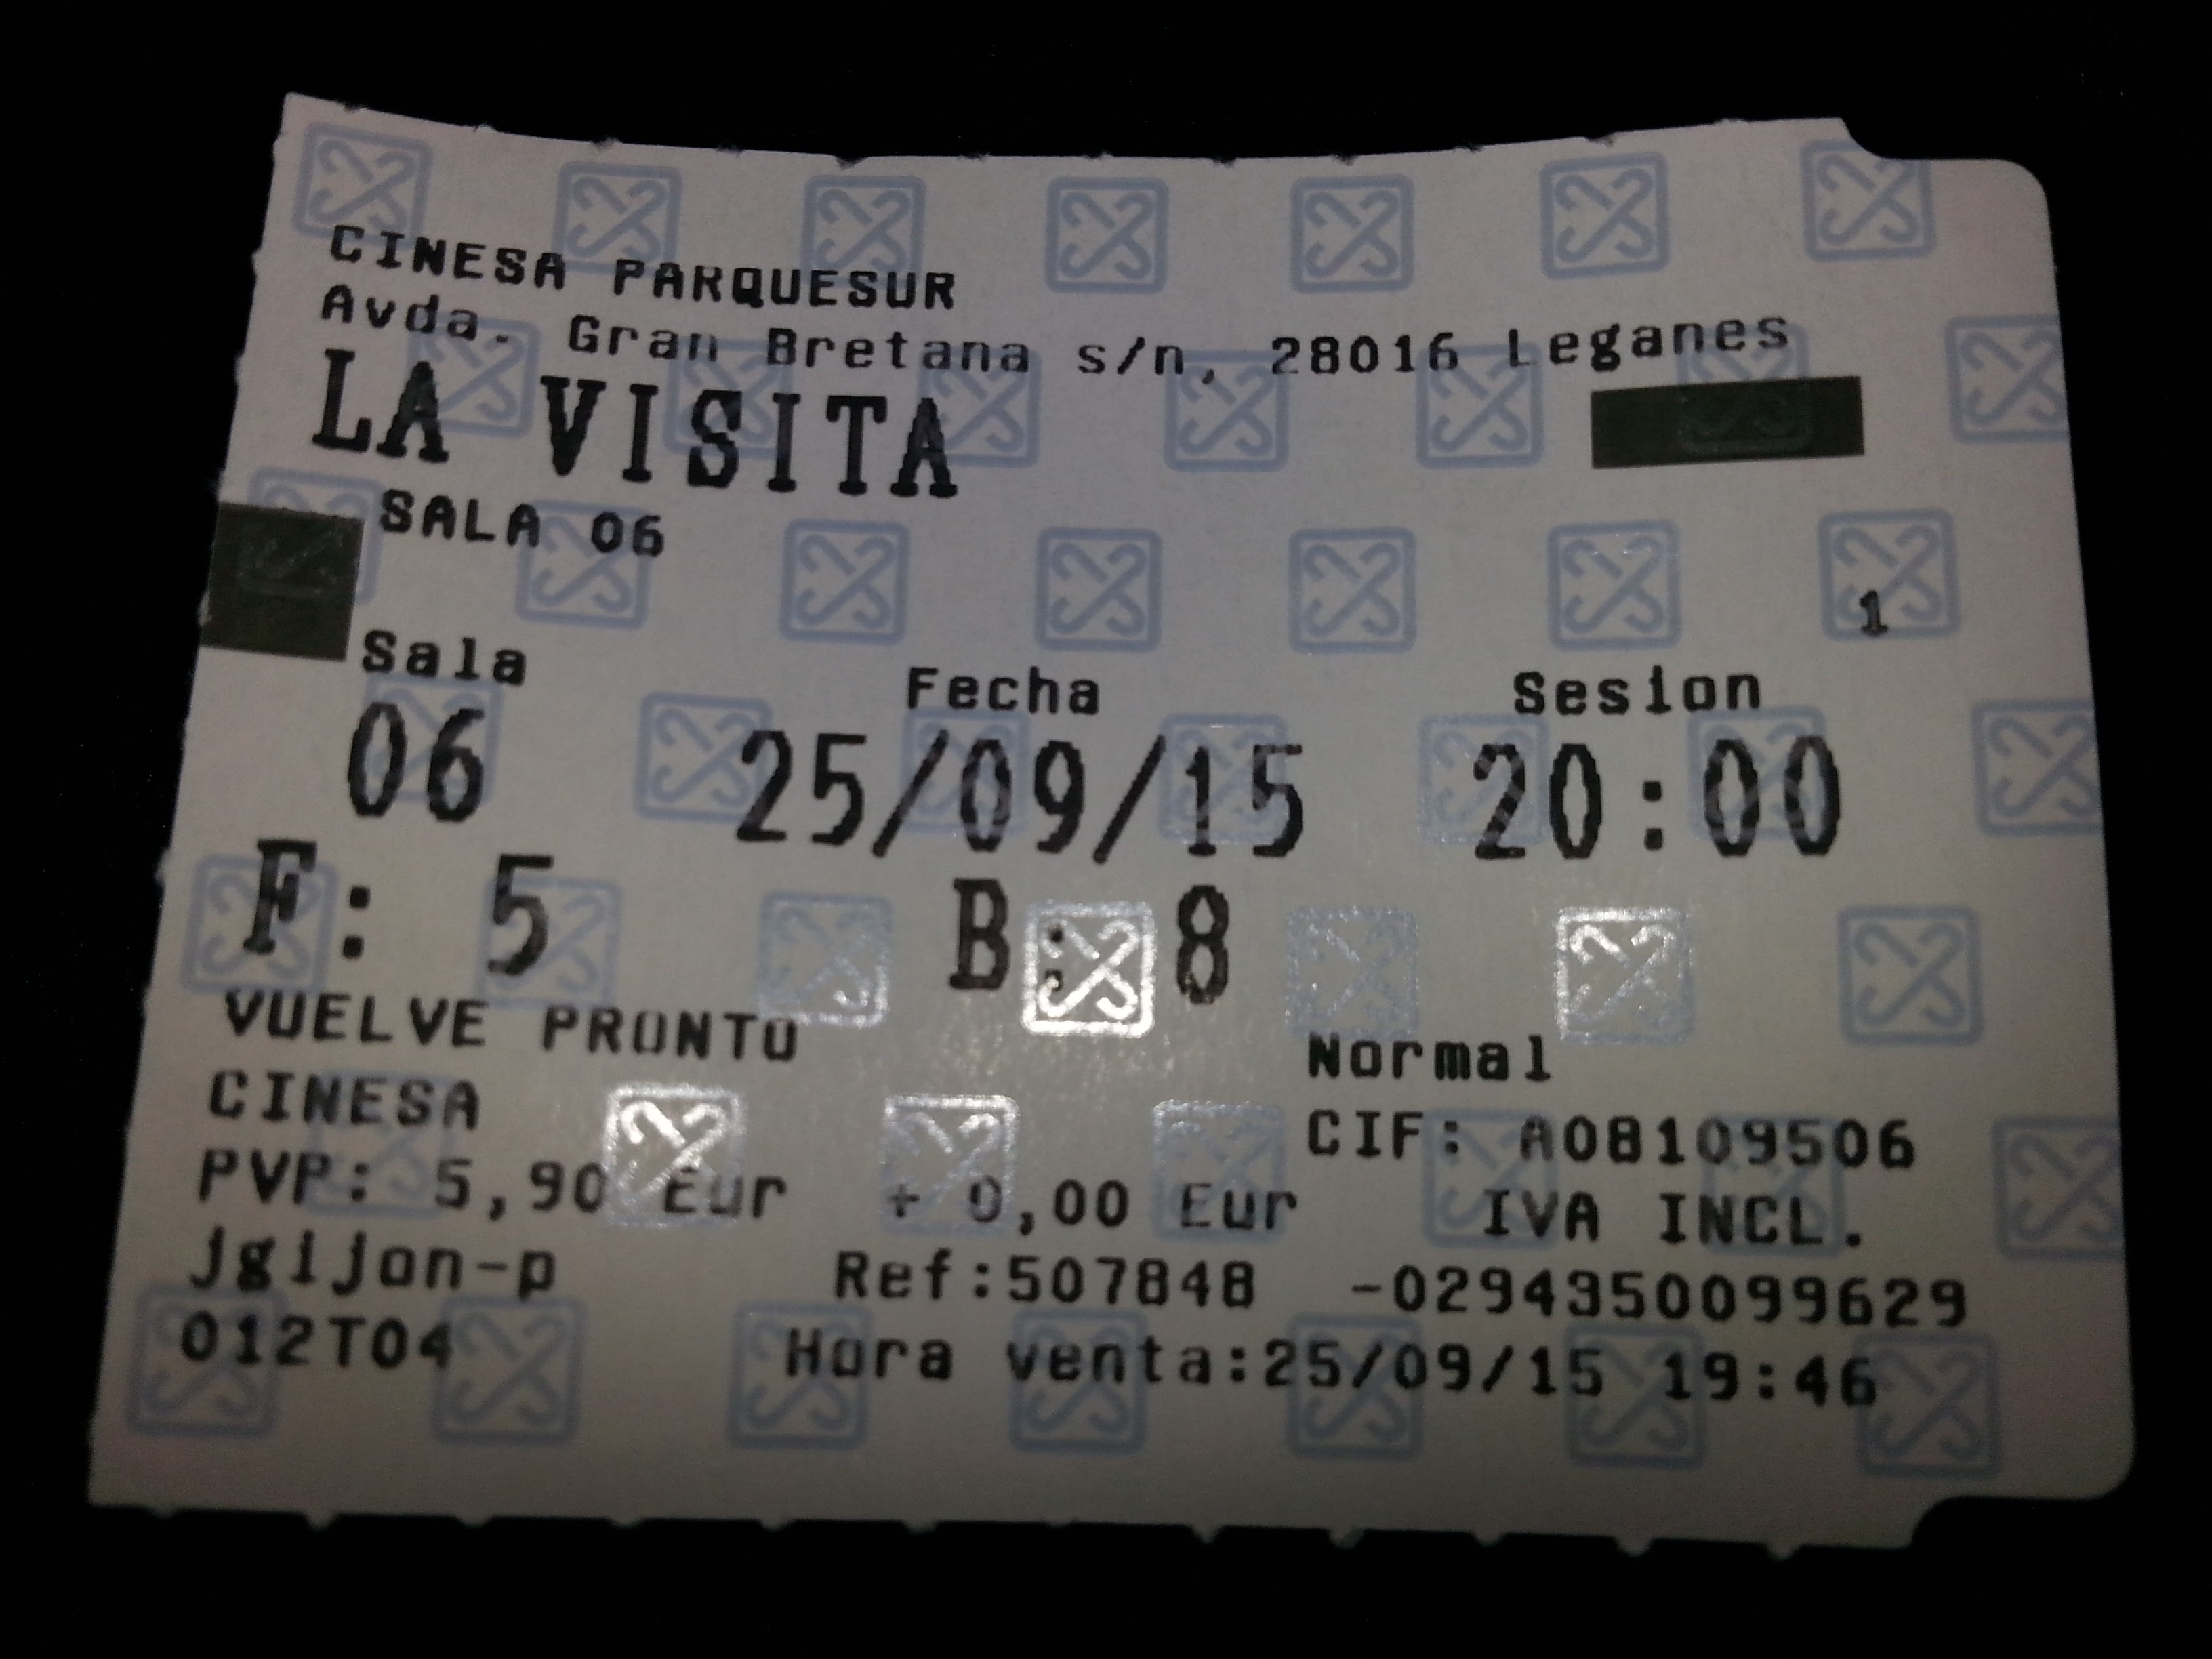 CINESA PARQUESUR
Avda. Gran Bretana s/n, 28016 Leganes
LA VISITA
SALA 06
1
Sala Fecha Sesion
06 25/09/15 20:00
F: 5 B: 8
VUELVE PRONTO Normal
CINESA CIF: A08109506
PVP: 5,90 Eur + 0,00 Eur IVA INCL.
jgijon-p Ref:507848 -0294350099629
012T04 Hora venta:25/09/15 19:46